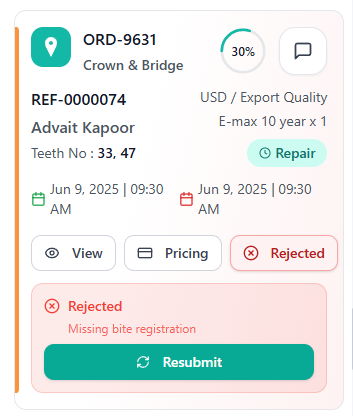 ORD-9631
Crown & Bridge
30%
REF-0000074
USD / Export Quality
Advait Kapoor
E-max 10 year x 1
Teeth No : 33, 47
Repair
Jun 9, 2025 | 09:30 AM
Jun 9, 2025 | 09:30 AM
View
Pricing
Rejected
Rejected
Missing bite registration
Resubmit